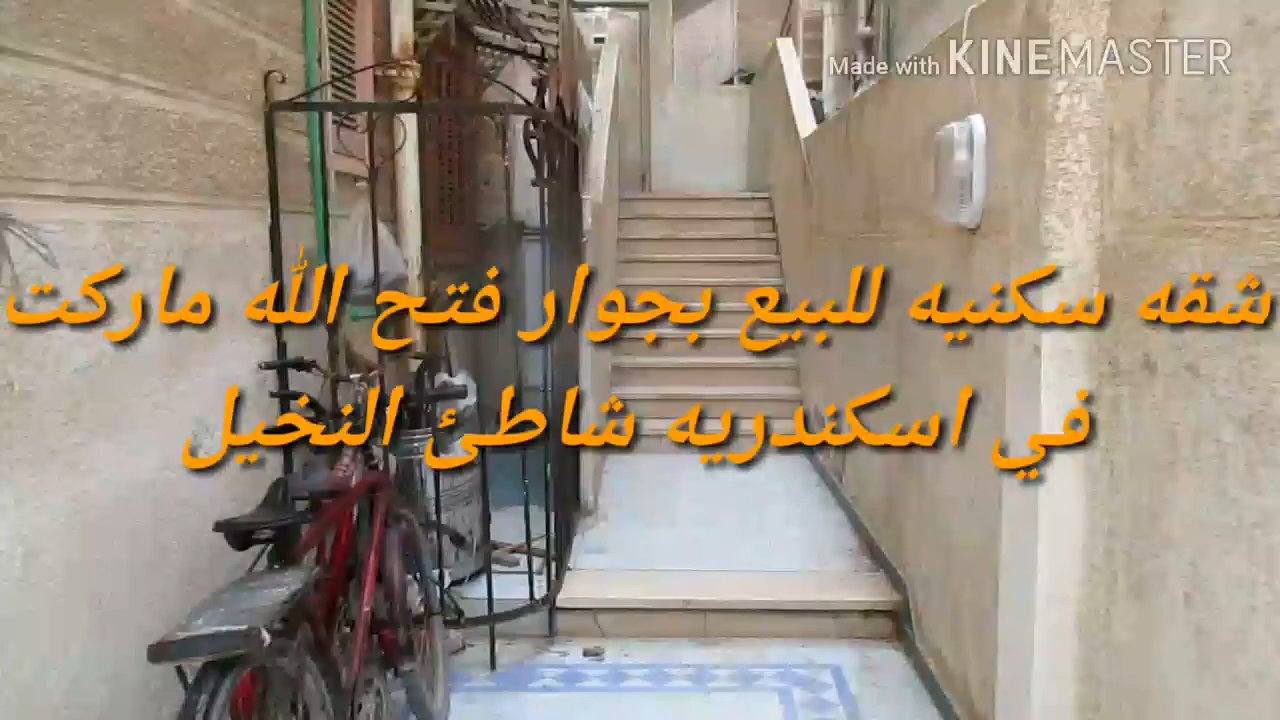 Made with KINEMASTER
شقه سكنيه للبيع بجوار فتح الله ماركت
في اسكندريه شاطئ النخيل